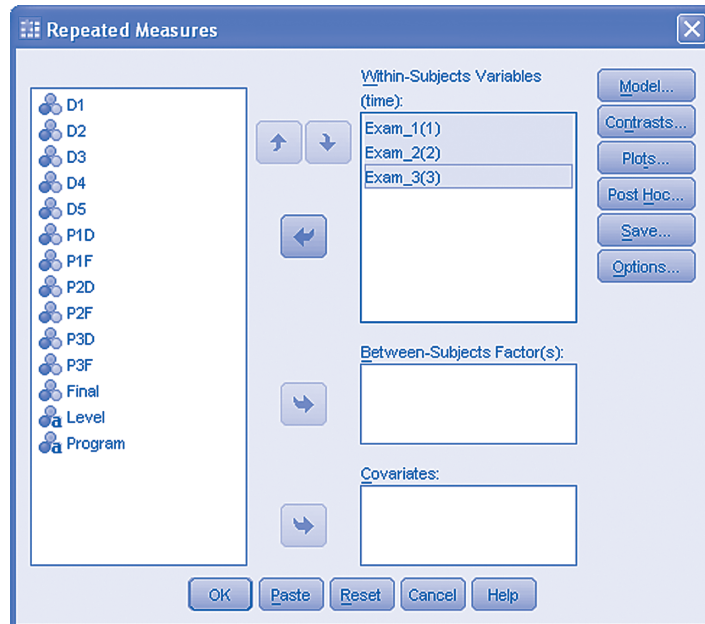 Repeated Measures
D1
D2
D3
D4
D5
P1D
P1F
P2D
P2F
P3D
P3F
Final
a Level
a Program
Within-Subjects Variables
(time):
Exam_1(1)
Exam_2(2)
Exam_3(3)
Between-Subjects Factor(s):
Covariates:
Model...
Contrasts...
Plots...
Post Hoc...
Save...
Options...
OK
Paste
Reset
Cancel
Help